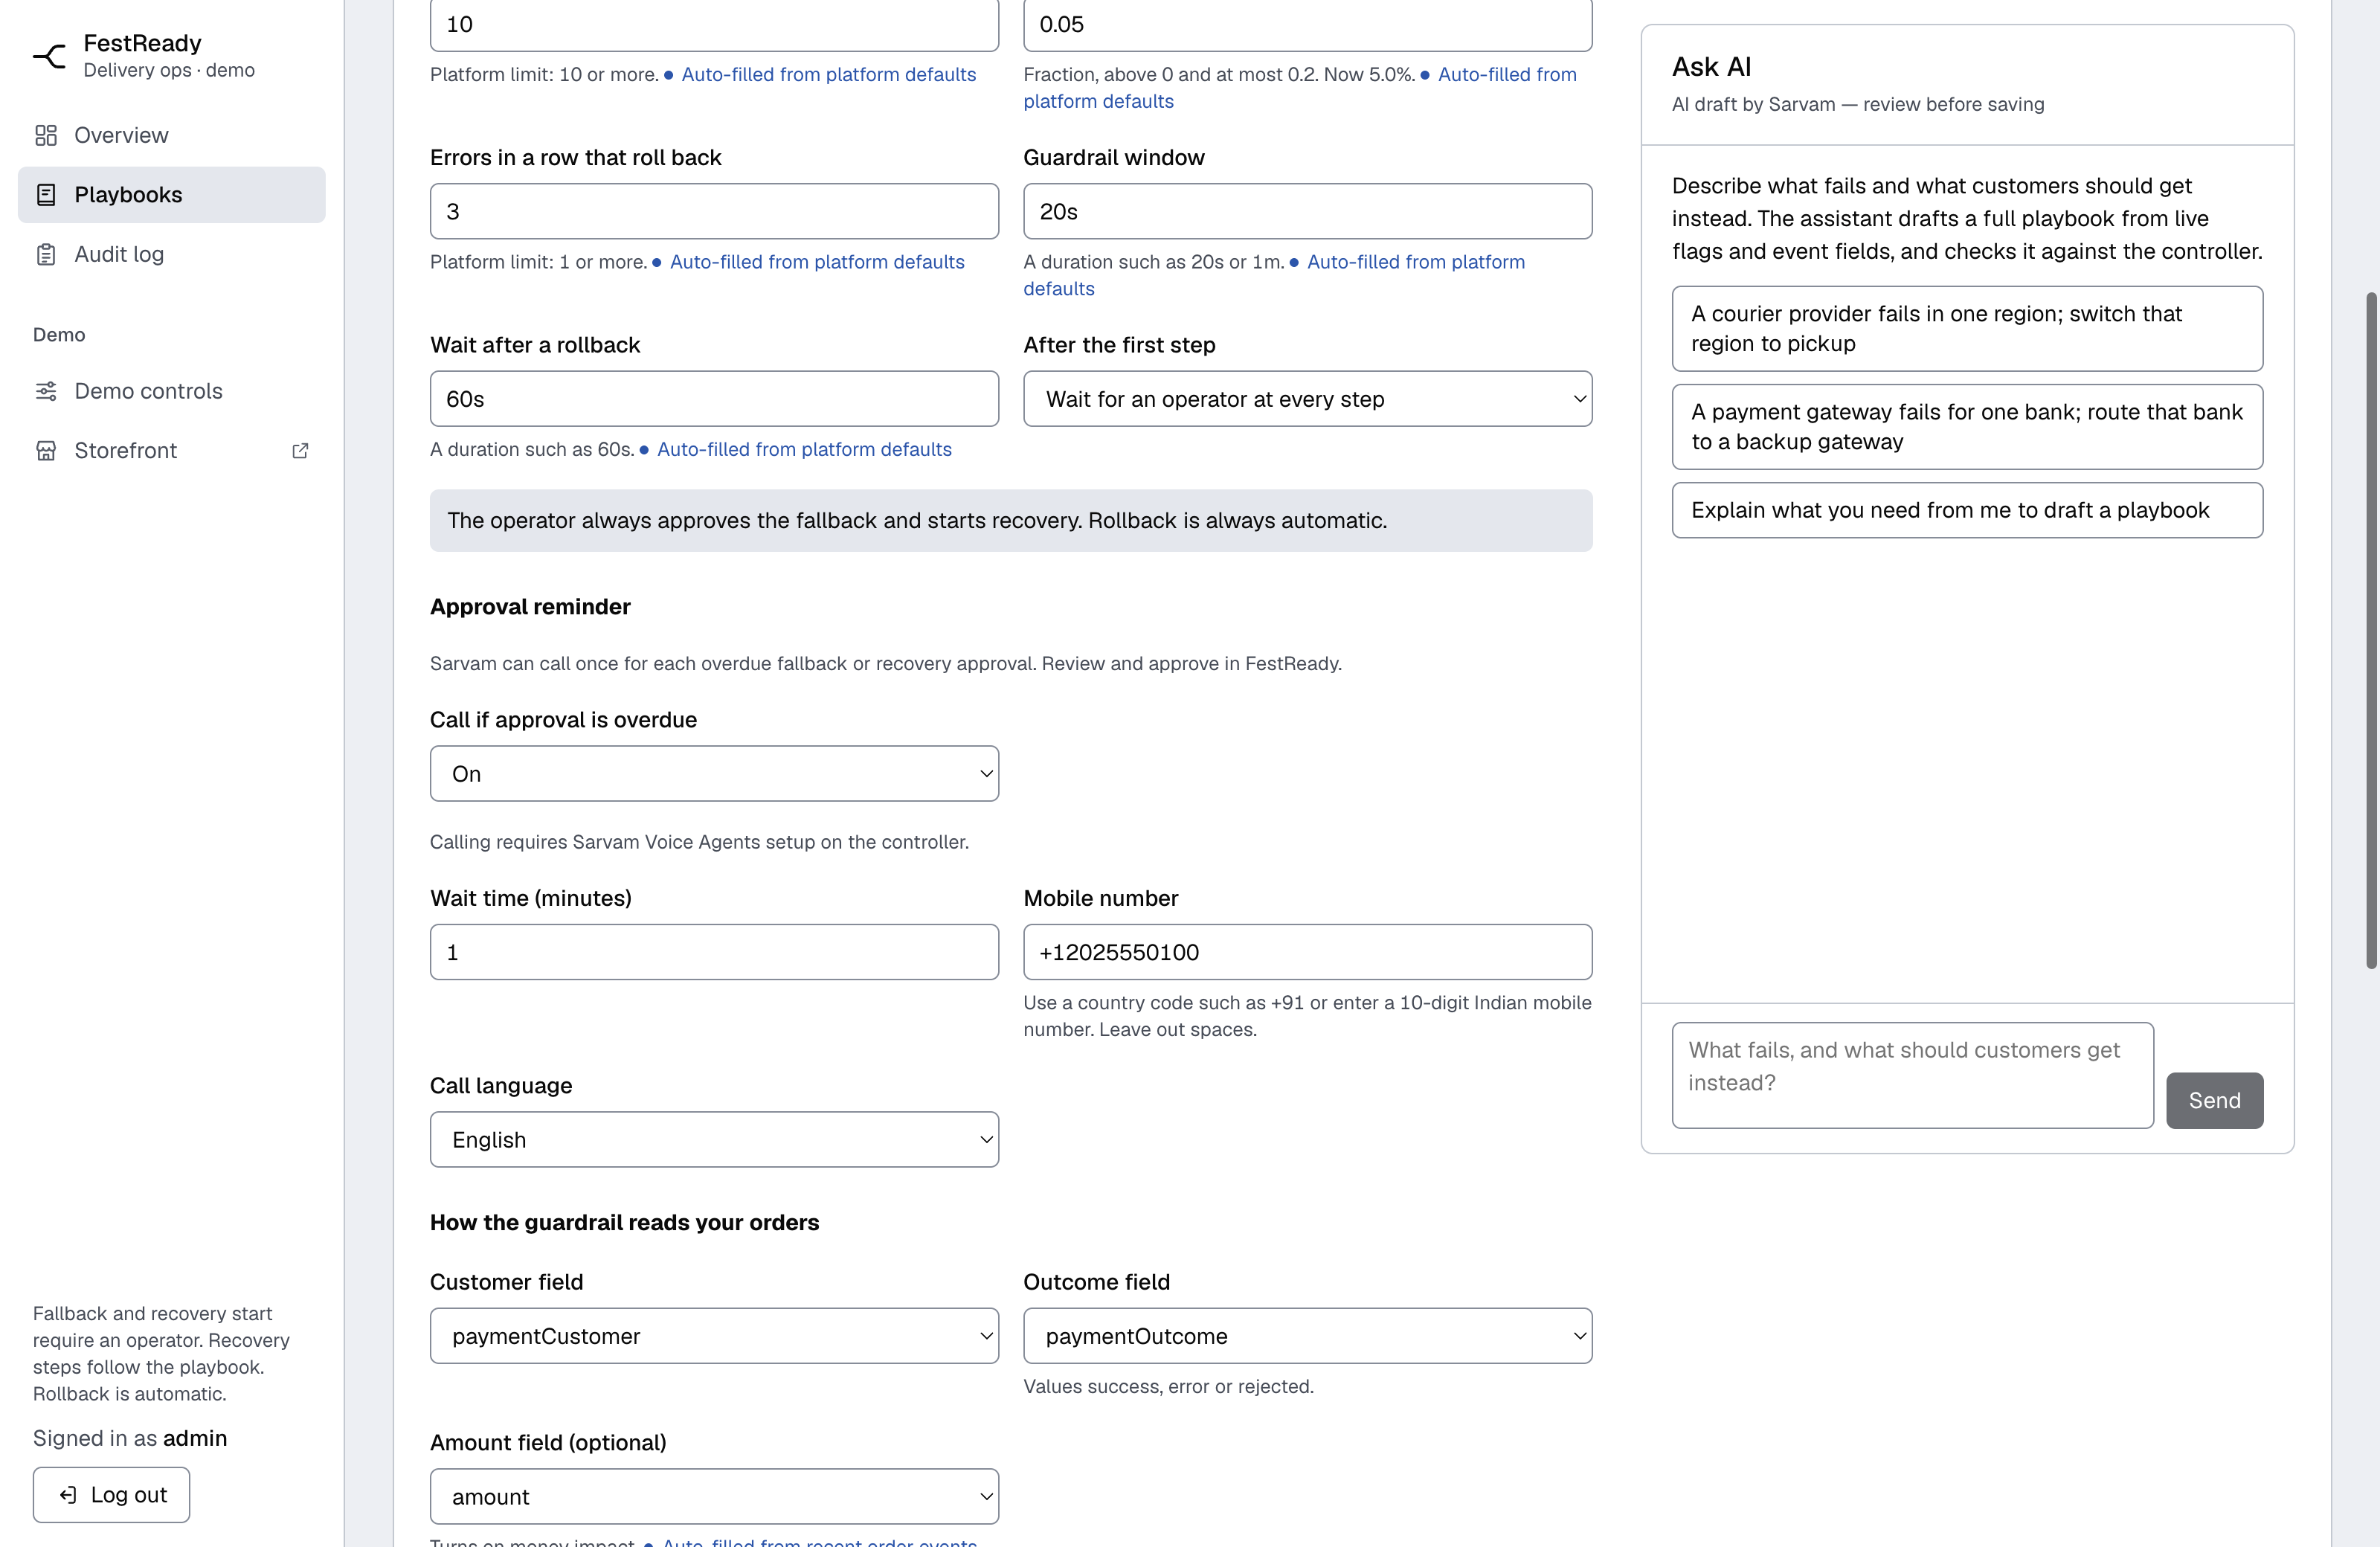 FestReady
Delivery ops · demo
Overview
Playbooks
Audit log
Demo
Demo controls
Storefront
Fallback and recovery start
require an operator. Recovery
steps follow the playbook.
Rollback is automatic.
Signed in as admin
Log out
10
0.05
Platform limit: 10 or more. • Auto-filled from platform defaults
Fraction, above 0 and at most 0.2. Now 5.0%. • Auto-filled from
platform defaults
Errors in a row that roll back
Guardrail window
3
20s
Platform limit: 1 or more. • Auto-filled from platform defaults
A duration such as 20s or 1m. • Auto-filled from platform
defaults
Wait after a rollback
After the first step
60s
Wait for an operator at every step
A duration such as 60s. • Auto-filled from platform defaults
The operator always approves the fallback and starts recovery. Rollback is always automatic.
Approval reminder
Sarvam can call once for each overdue fallback or recovery approval. Review and approve in FestReady.
Call if approval is overdue
On
Calling requires Sarvam Voice Agents setup on the controller.
Wait time (minutes)
Mobile number
1
+12025550100
Use a country code such as +91 or enter a 10-digit Indian mobile
number. Leave out spaces.
Call language
English
How the guardrail reads your orders
Customer field
Outcome field
paymentCustomer
paymentOutcome
Values success, error or rejected.
Amount field (optional)
amount
Turns on money impact. • Auto-filled from recent order events
Ask AI
AI draft by Sarvam — review before saving
Describe what fails and what customers should get
instead. The assistant drafts a full playbook from live
flags and event fields, and checks it against the controller.
A courier provider fails in one region; switch that
region to pickup
A payment gateway fails for one bank; route that bank
to a backup gateway
Explain what you need from me to draft a playbook
What fails, and what should customers get
instead?
Send